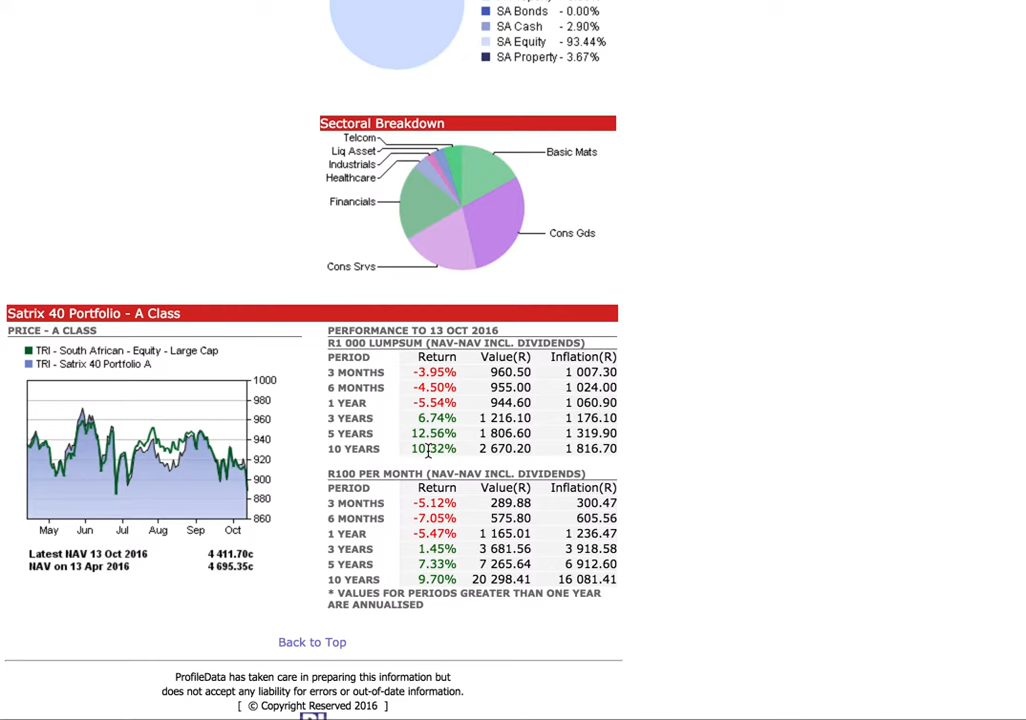 SA Bonds - 0.00%
SA Cash - 2.90%
SA Equity - 93.44%
SA Property - 3.67%
Sectoral Breakdown
Telcom
Liq Asset
Basic Mats
Industrials
Healthcare
Financials
Cons Gds
Cons Srvs
Satrix 40 Portfolio - A Class
PRICE - A CLASS
TRI - South African - Equity - Large Cap
TRI - Satrix 40 Portfolio A
1000
980
960
940
920
900
880
860
May Jun Jul Aug Sep Oct
Latest NAV 13 Oct 2016 4 411.70c
NAV on 13 Apr 2016 4 695.35c
PERFORMANCE TO 13 OCT 2016
R1 000 LUMPSUM (NAV-NAV INCL. DIVIDENDS)
PERIOD Return Value(R) Inflation(R)
3 MONTHS -3.95% 960.50 1 007.30
6 MONTHS -4.50% 955.00 1 024.00
1 YEAR -5.54% 944.60 1 060.90
3 YEARS 6.74% 1 216.10 1 176.10
5 YEARS 12.56% 1 806.60 1 319.90
10 YEARS 10.32% 2 670.20 1 816.70
R100 PER MONTH (NAV-NAV INCL. DIVIDENDS)
PERIOD Return Value(R) Inflation(R)
3 MONTHS -5.12% 289.88 300.47
6 MONTHS -7.05% 575.80 605.56
1 YEAR -5.47% 1 165.01 1 236.47
3 YEARS 1.45% 3 681.56 3 918.58
5 YEARS 7.33% 7 265.64 6 912.60
10 YEARS 9.70% 20 298.41 16 081.41
* VALUES FOR PERIODS GREATER THAN ONE YEAR
ARE ANNUALISED
Back to Top
ProfileData has taken care in preparing this information but
does not accept any liability for errors or out-of-date information.
[ © Copyright Reserved 2016 ]